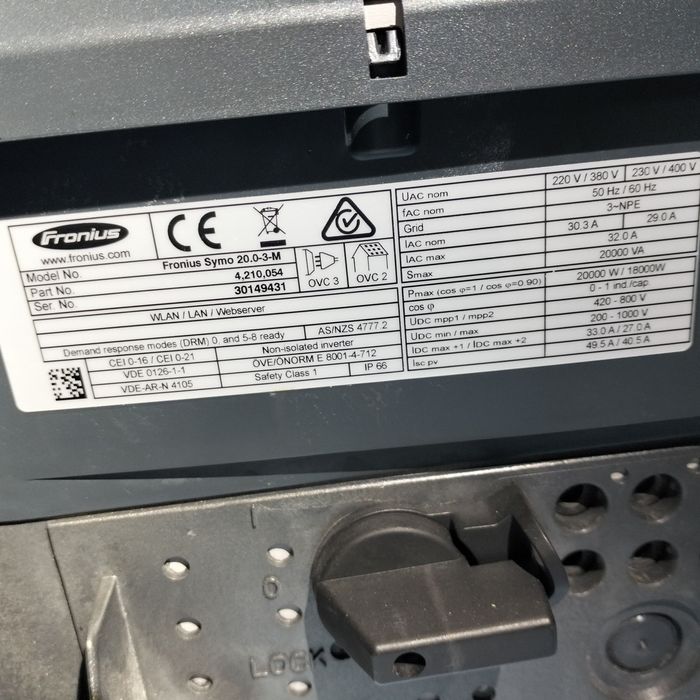 Fronius
www.fronius.com
CE
OVC 3
OVC 2
Model No. Fronius Symo 20.0-3-M
Part No. 4,210,054
Ser. No. 30149431
WLAN / LAN / Webserver
Demand response modes (DRM) 0, and 5-8 ready AS/NZS 4777.2
CEI 0-16 / CEI 0-21 Non-isolated inverter
VDE 0126-1-1 ÖVE/ÖNORM E 8001-4-712
VDE-AR-N 4105 Safety Class 1 IP 66
UAC nom 220 V / 380 V 230 V / 400 V
fAC nom 50 Hz / 60 Hz
Grid 3~NPE
IAC nom 30.3 A 29.0 A
IAC max 32.0 A
Smax 20000 VA
Pmax (cos φ=1 / cos φ=0.90) 20000 W / 18000W
cos φ 0 - 1 ind./cap.
UDC mpp1 / mpp2 420 - 800 V
UDC min / max 200 - 1000 V
IDC max +1 / IDC max +2 33.0 A / 27.0 A
Isc pv 49.5 A / 40.5 A
I
O
LOCK